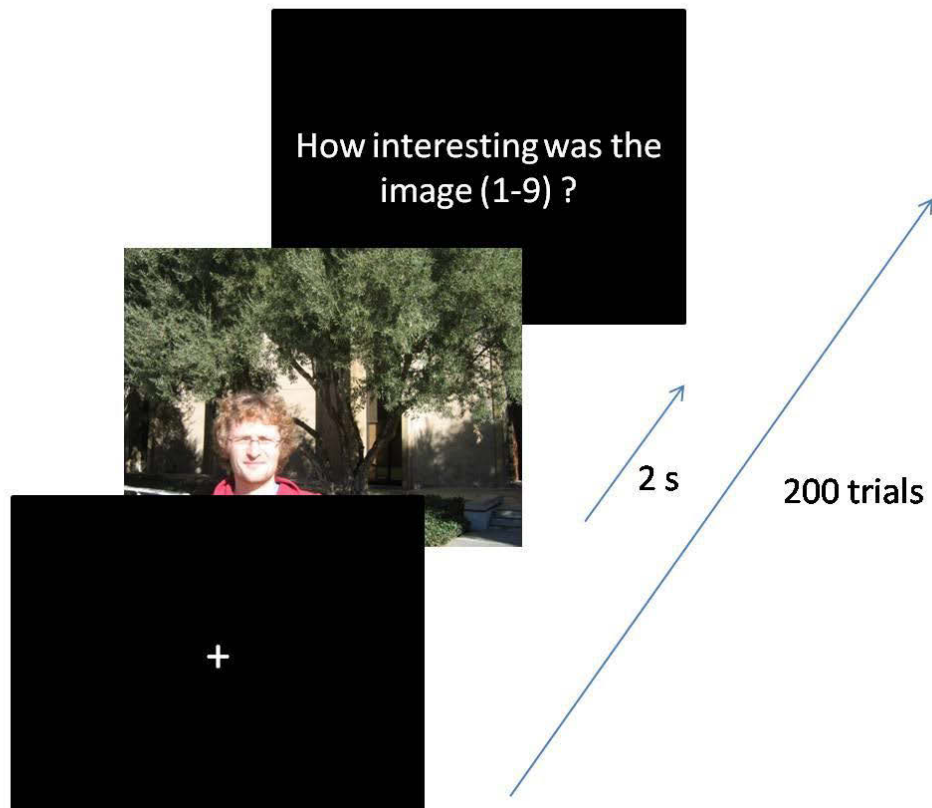 How interesting was the
image (1-9) ?
2 s
200 trials
+